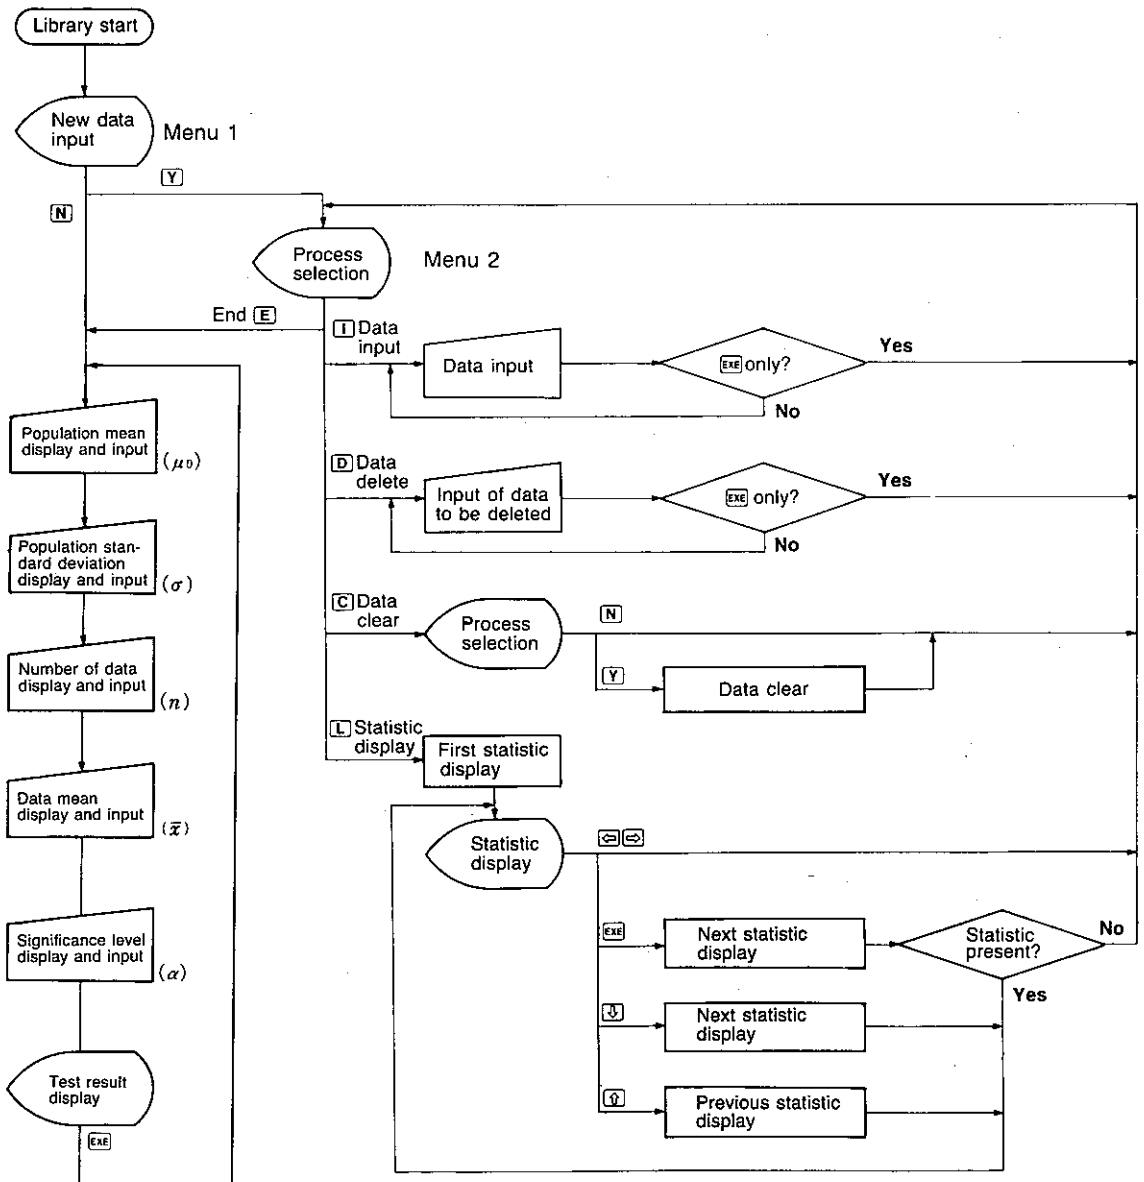 Library start
New data
input
Menu 1
Y
N
Process
selection
Menu 2
End E
I Data
input
Data input
EXE only?
Yes
No
Population mean
display and input
(μ0)
D Data
delete
Input of data
to be deleted
EXE only?
Yes
No
Population stan-
dard deviation
display and input
(σ)
C Data
clear
Process
selection
N
Y
Data clear
Number of data
display and input
(n)
L Statistic
display
First statistic
display
Data mean
display and input
(x̄)
Statistic
display
⇦ ⇨
Significance level
display and input
(α)
EXE
Next statistic
display
Statistic
present?
No
Yes
⇩
Next statistic
display
Test result
display
EXE
⇧
Previous statistic
display